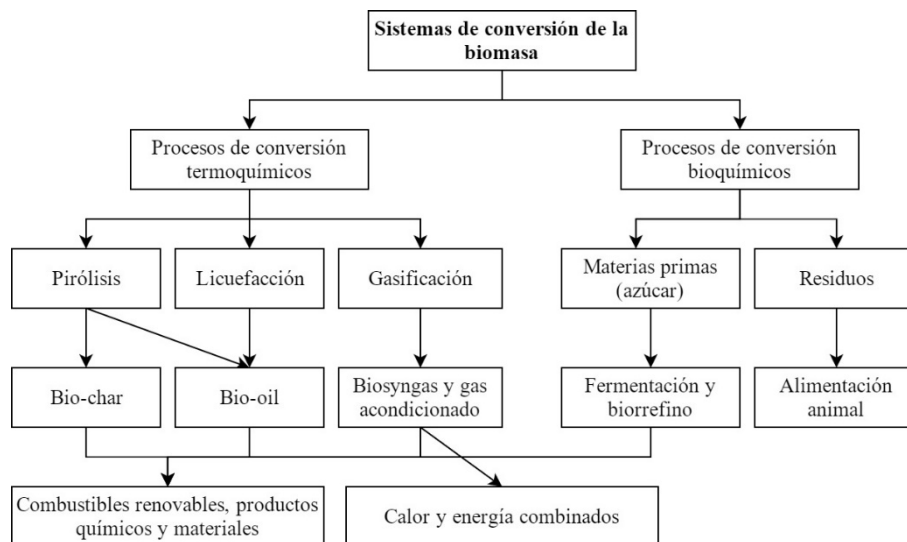 Sistemas de conversión de la
biomasa
Procesos de conversión
termoquímicos
Procesos de conversión
bioquímicos
Pirólisis
Licuefacción
Gasificación
Materias primas
(azúcar)
Residuos
Bio-char
Bio-oil
Biosyngas y gas
acondicionado
Fermentación y
biorrefino
Alimentación
animal
Combustibles renovables, productos
químicos y materiales
Calor y energía combinados